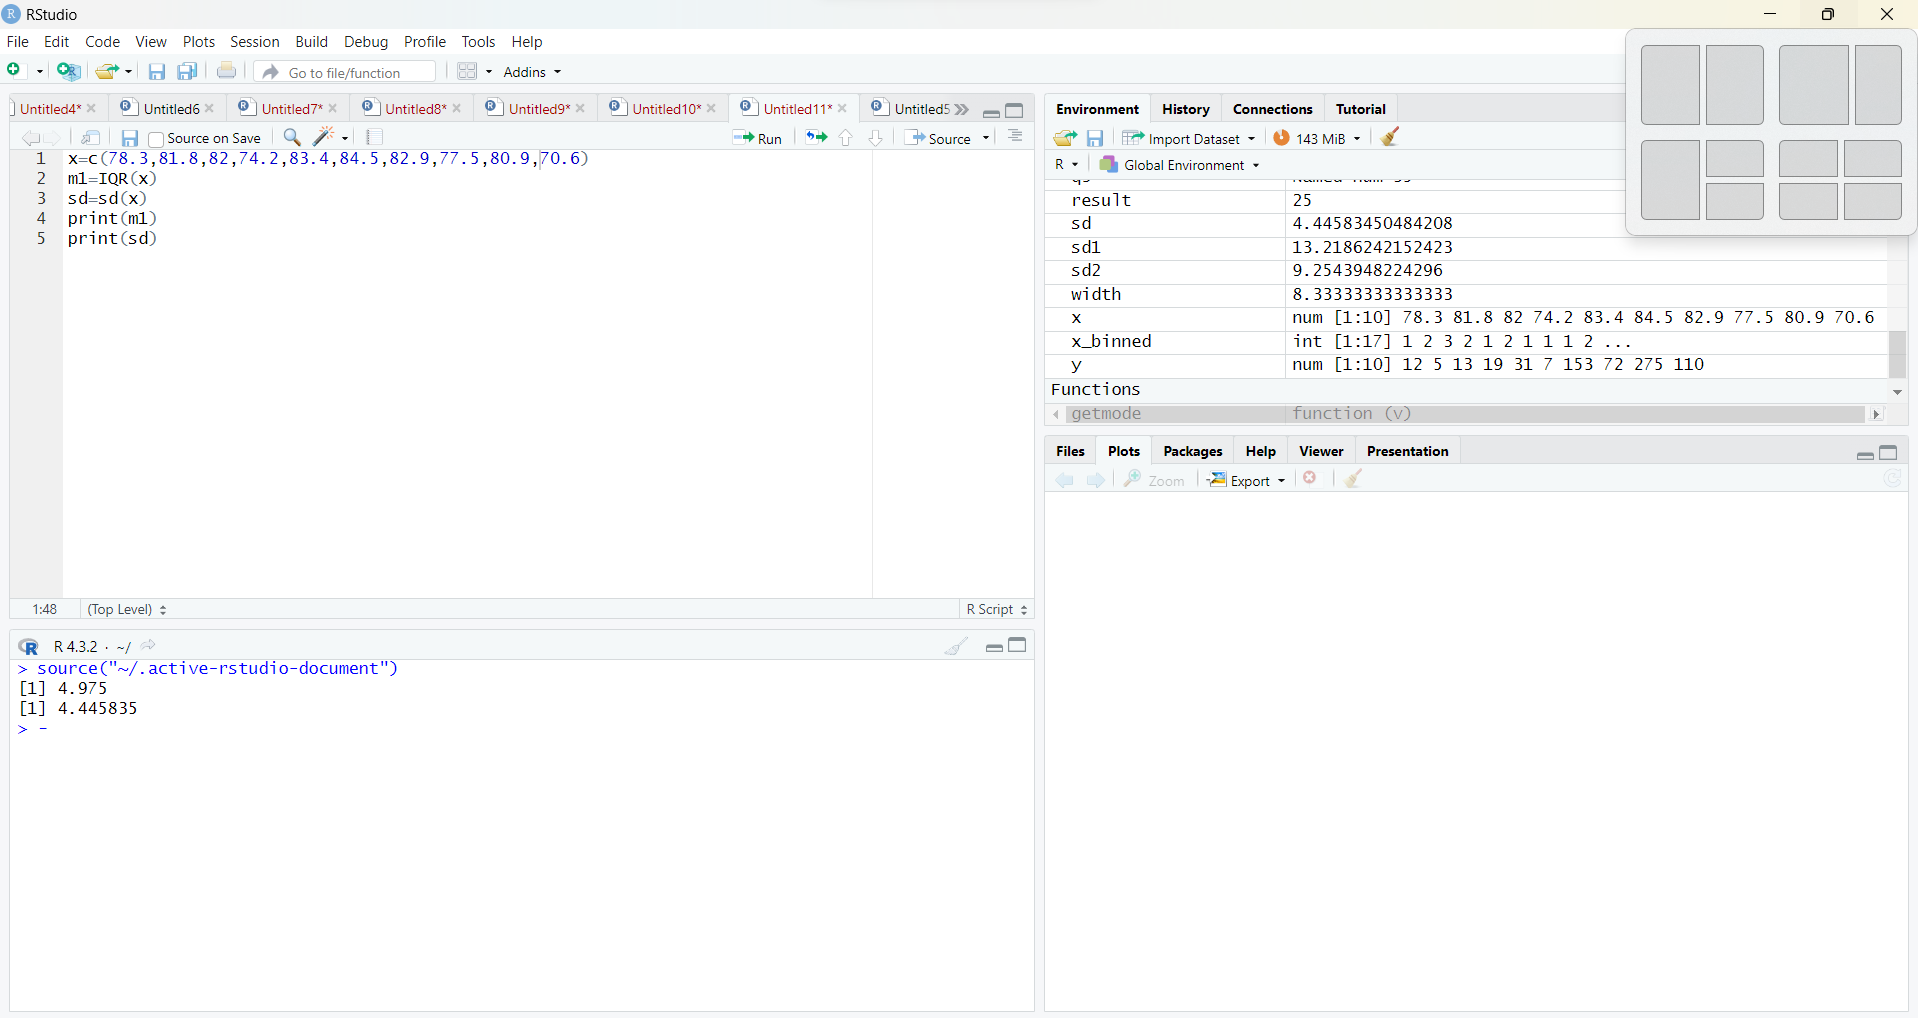 RStudio
File Edit Code View Plots Session Build Debug Profile Tools Help
Go to file/function Addins
Untitled4* Untitled6 Untitled7* Untitled8* Untitled9* Untitled10* Untitled11* Untitled5
Source on Save Run Source
1 x=c(78.3,81.8,82,74.2,83.4,84.5,82.9,77.5,80.9,70.6)
2 m1=IQR(x)
3 sd=sd(x)
4 print(m1)
5 print(sd)
1:48 (Top Level) R Script
R 4.3.2 · ~/
> source("~/.active-rstudio-document")
[1] 4.975
[1] 4.445835
> -
Environment History Connections Tutorial
Import Dataset 143 MiB
R Global Environment
result 25
sd 4.44583450484208
sd1 13.2186242152423
sd2 9.2543948224296
width 8.33333333333333
x num [1:10] 78.3 81.8 82 74.2 83.4 84.5 82.9 77.5 80.9 70.6
x_binned int [1:17] 1 2 3 2 1 2 1 1 1 2 ...
y num [1:10] 12 5 13 19 31 7 153 72 275 110
Functions
getmode function (v)
Files Plots Packages Help Viewer Presentation
Zoom Export